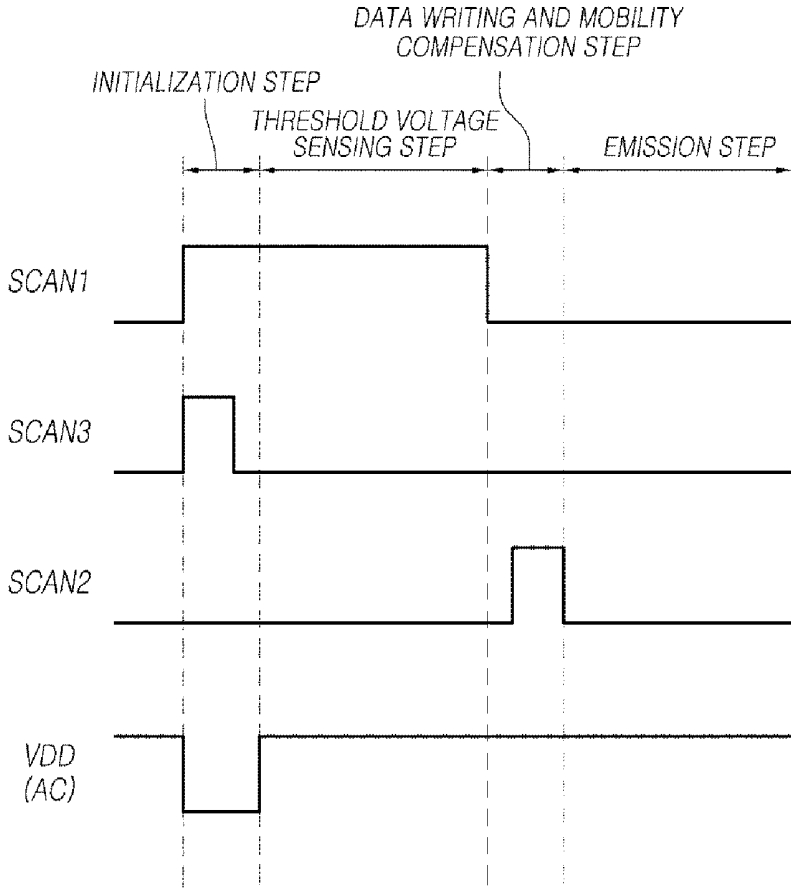 DATA WRITING AND MOBILITY
COMPENSATION STEP
INITIALIZATION STEP
THRESHOLD VOLTAGE
SENSING STEP
EMISSION STEP
SCAN1
SCAN3
SCAN2
VDD
(AC)